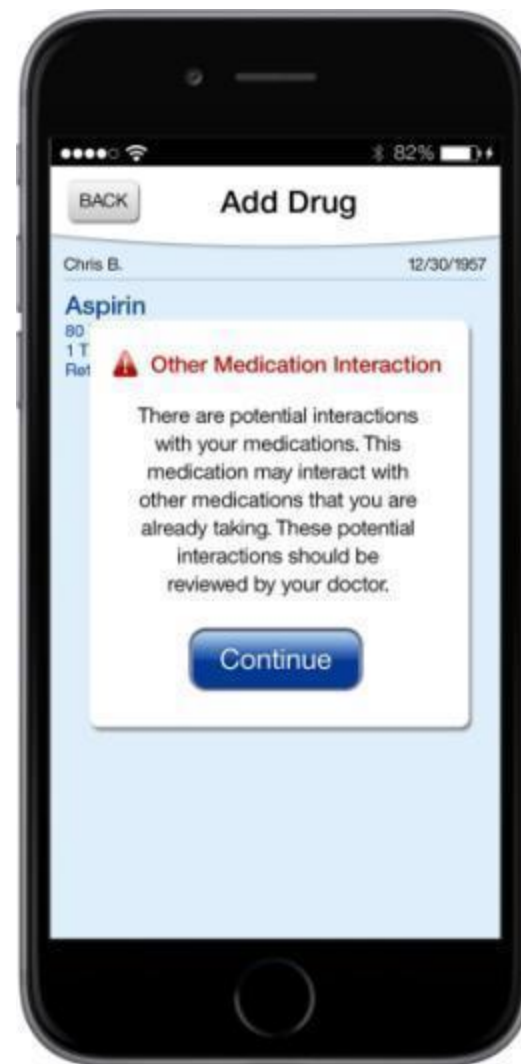 82%
BACK
Add Drug
Chris B. 12/30/1957
Aspirin
80
1 T
Ret
Other Medication Interaction
There are potential interactions
with your medications. This
medication may interact with
other medications that you are
already taking. These potential
interactions should be
reviewed by your doctor.
Continue